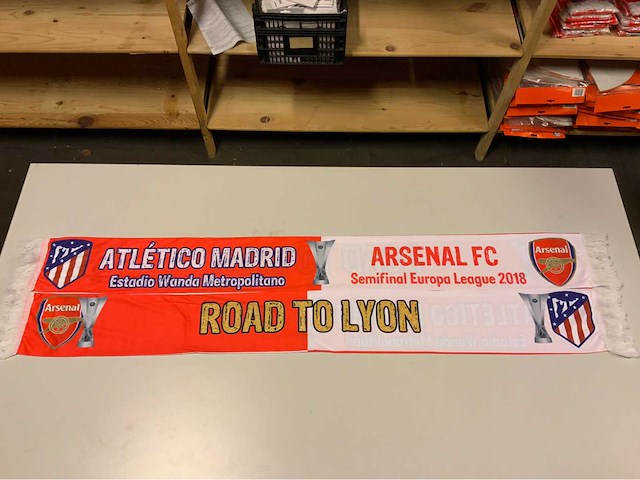 ATLÉTICO MADRID
Estadio Wanda Metropolitano
ARSENAL FC
Semifinal Europa League 2018
Arsenal
Arsenal
ROAD TO LYON